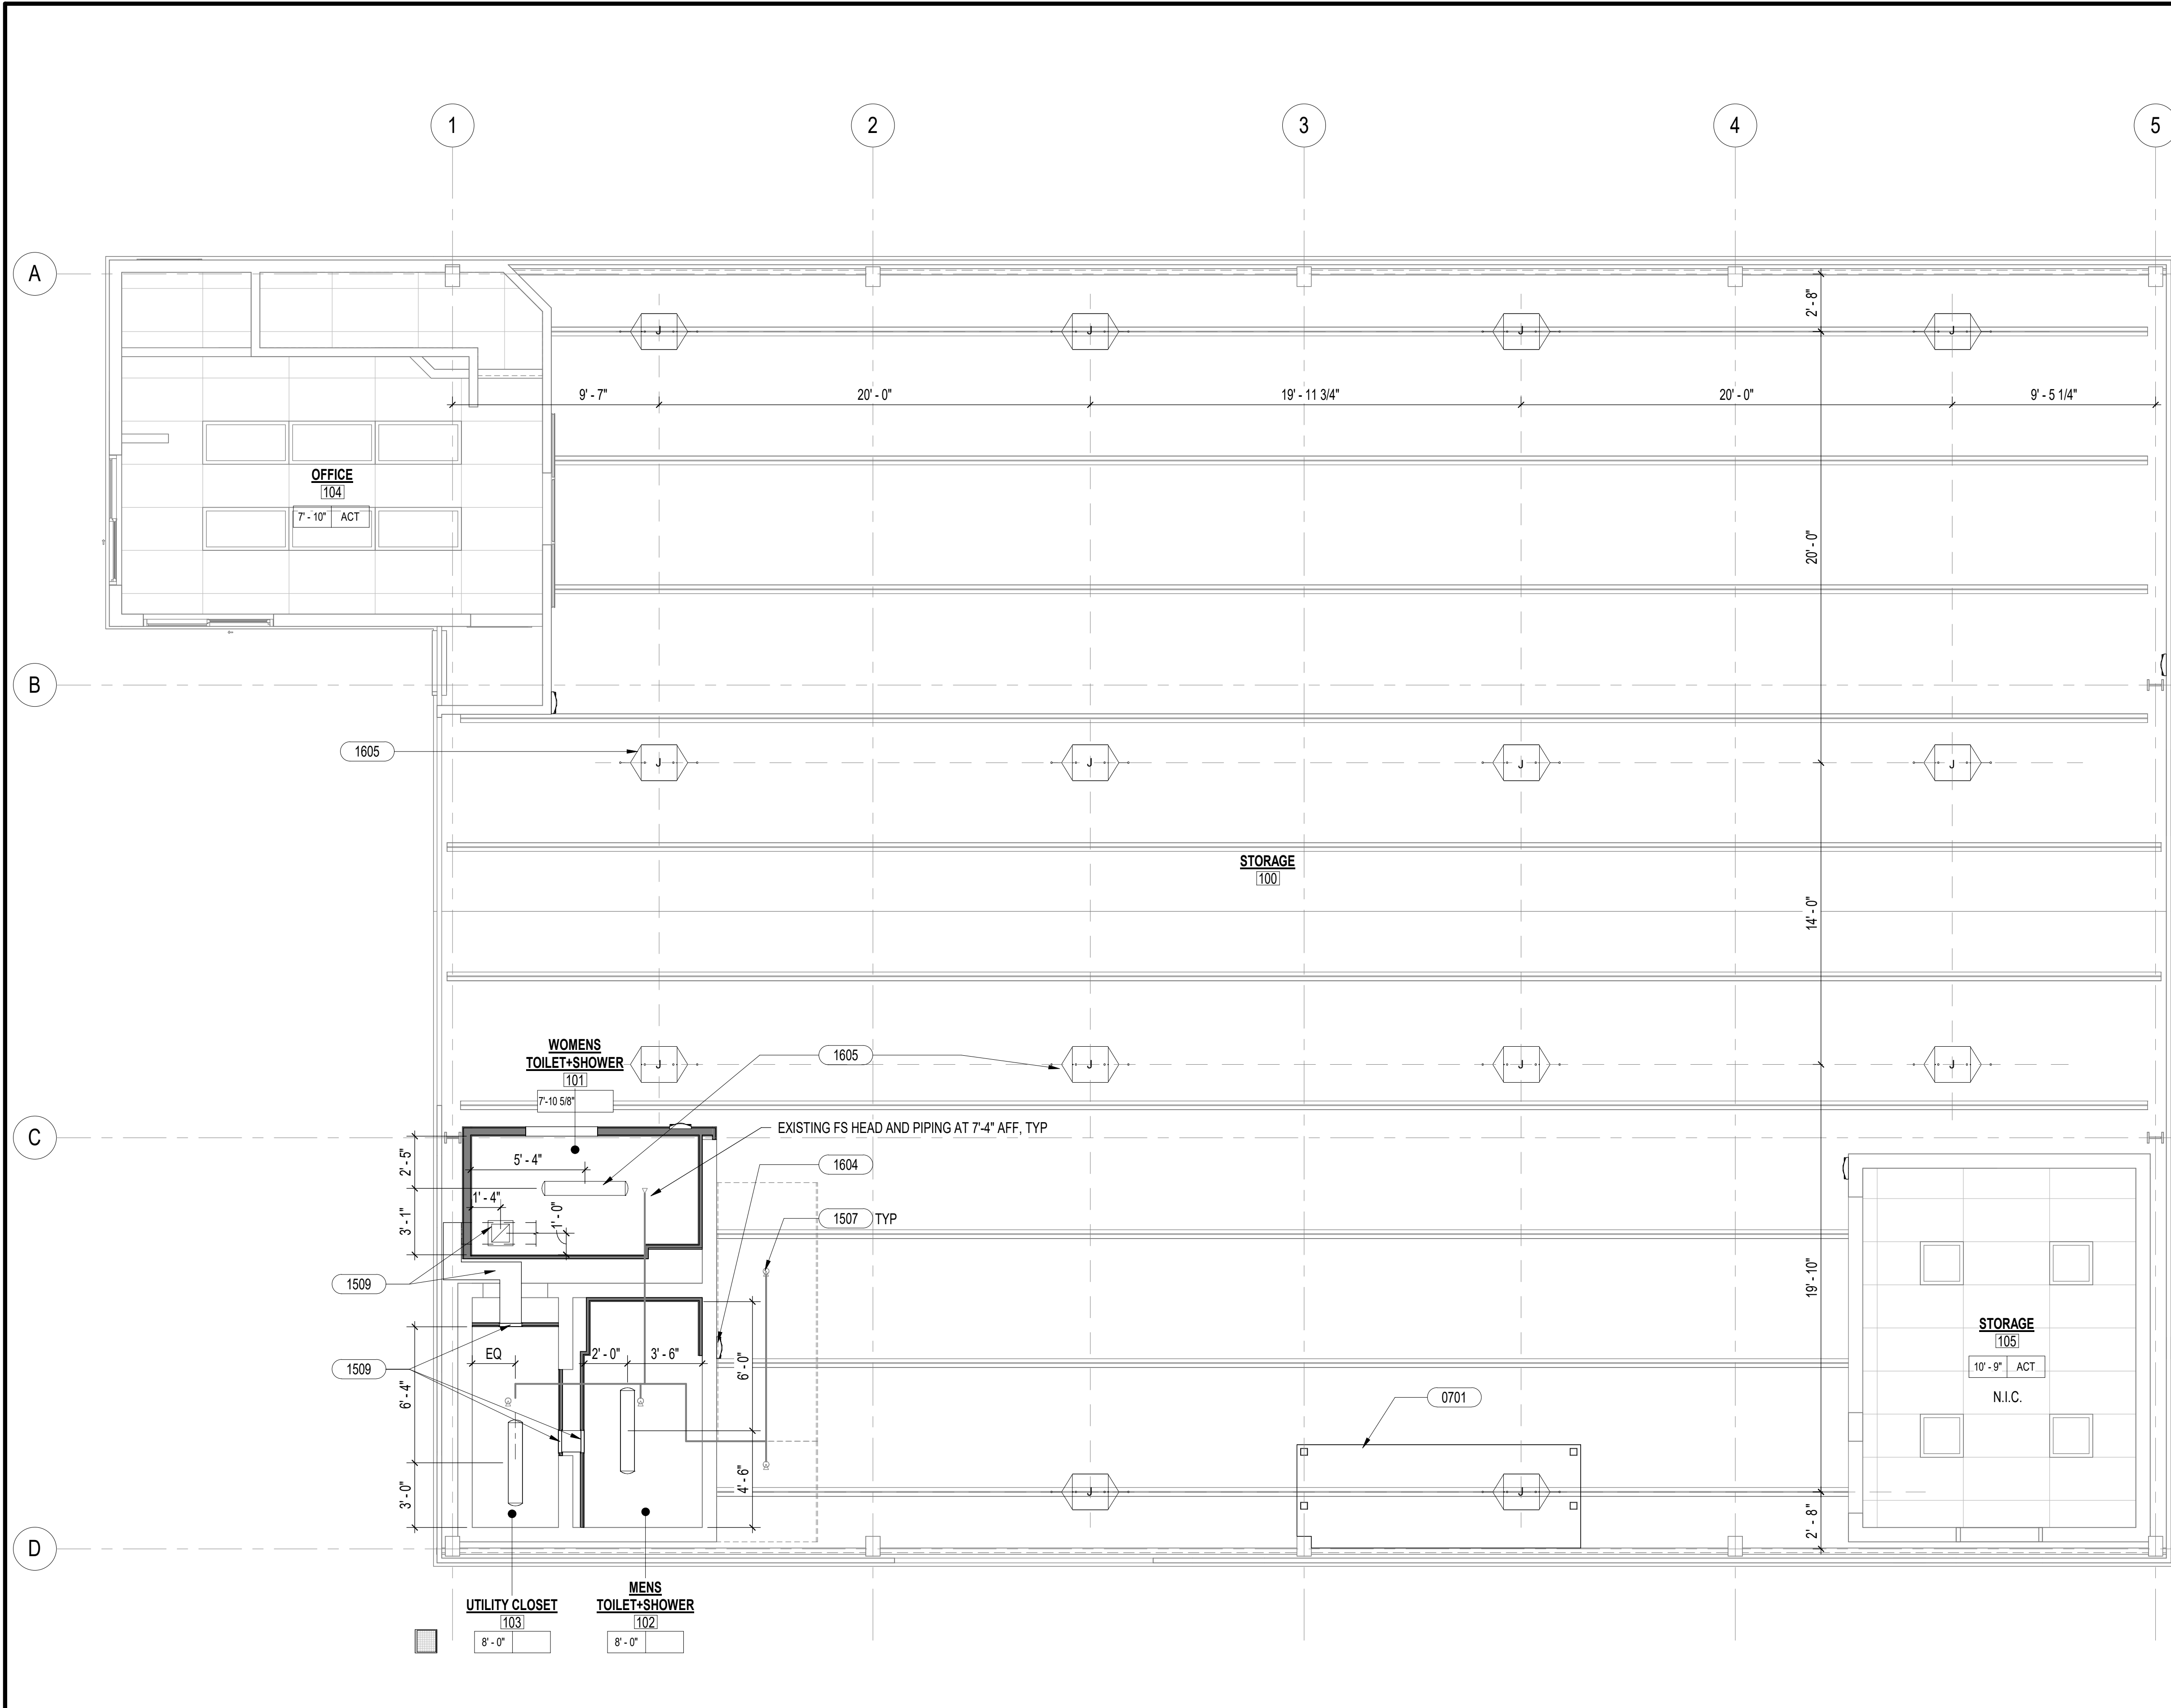 1
2
3
4
5
A
2' - 8"
J
J
J
J
9' - 7"
20' - 0"
19' - 11 3/4"
20' - 0"
9' - 5 1/4"
OFFICE
104
7' - 10" ACT
20' - 0"
B
1605
J
J
J
J
STORAGE
100
14' - 0"
WOMENS
TOILET+SHOWER
101
7'-10 5/8"
J
J
J
J
1605
C
EXISTING FS HEAD AND PIPING AT 7'-4" AFF, TYP
2' - 5"
5' - 4"
1604
1' - 4"
3' - 1"
1' - 0"
1507 TYP
1509
19' - 10"
STORAGE
105
10' - 9" ACT
N.I.C.
1509
EQ
2' - 0"
3' - 6"
6' - 0"
6' - 4"
0701
3' - 0"
4' - 6"
J
J
2' - 8"
D
UTILITY CLOSET
103
8' - 0"
MENS
TOILET+SHOWER
102
8' - 0"